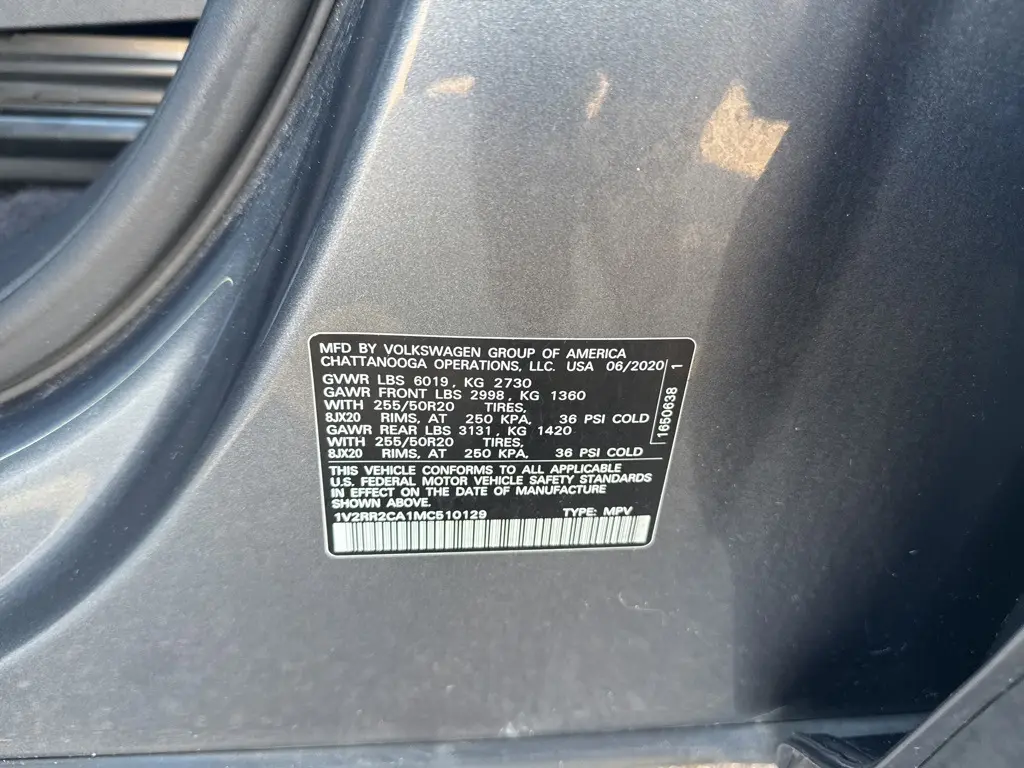 MFD BY VOLKSWAGEN GROUP OF AMERICA
CHATTANOOGA OPERATIONS, LLC. USA 06/2020
GVWR LBS 6019, KG 2730
GAWR FRONT LBS 2998, KG 1360
WITH 255/50R20 TIRES,
8JX20 RIMS, AT 250 KPA, 36 PSI COLD
GAWR REAR LBS 3131, KG 1420
WITH 255/50R20 TIRES,
8JX20 RIMS, AT 250 KPA, 36 PSI COLD
THIS VEHICLE CONFORMS TO ALL APPLICABLE
U.S. FEDERAL MOTOR VEHICLE SAFETY STANDARDS
IN EFFECT ON THE DATE OF MANUFACTURE
SHOWN ABOVE.
1V2RR2CA1MC510129 TYPE: MPV
1650638 1